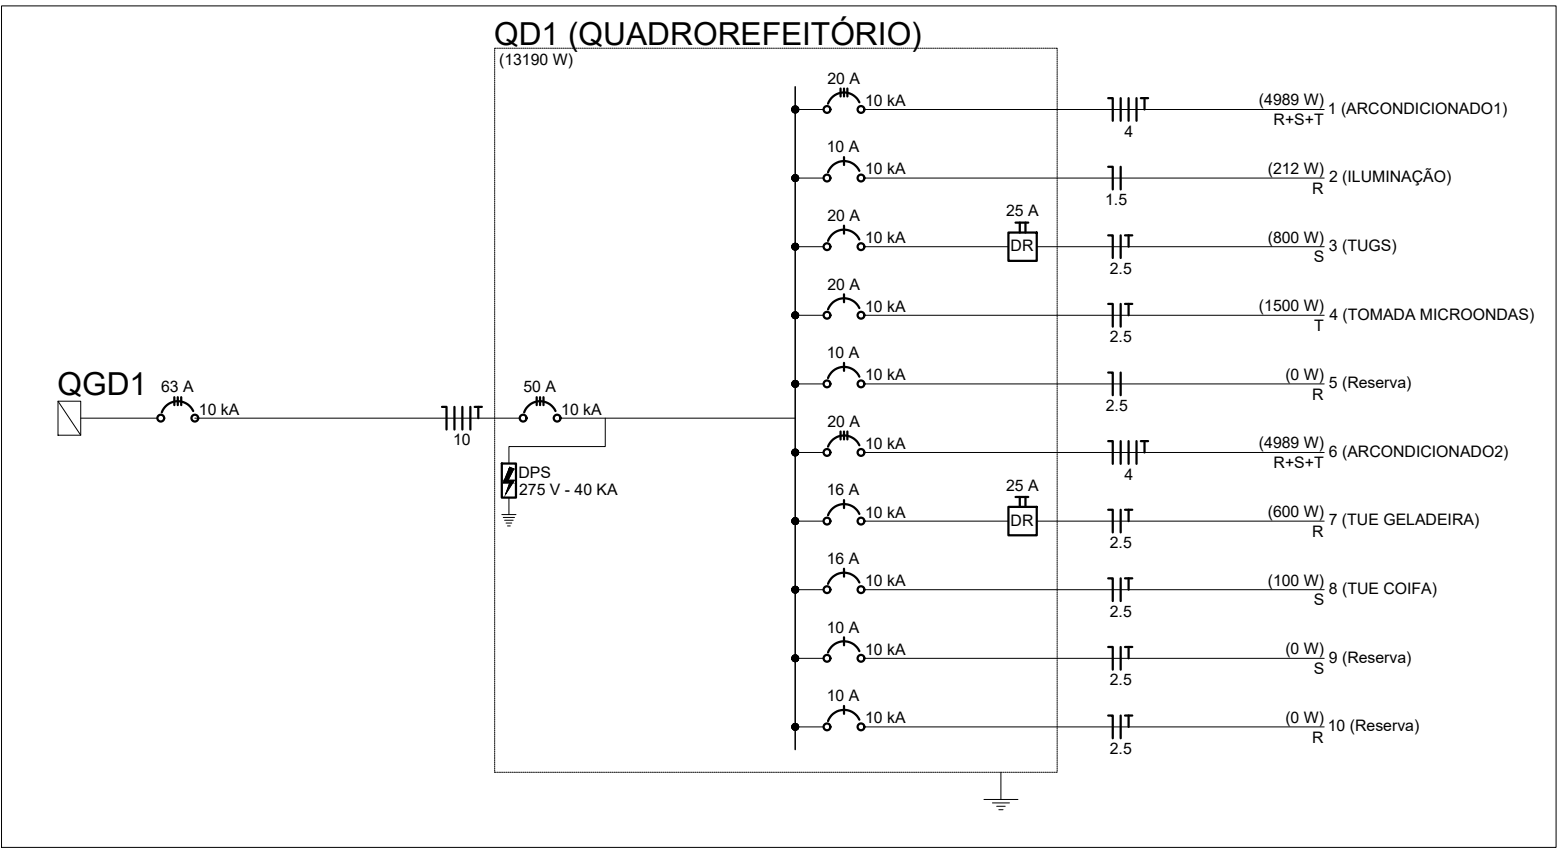 QD1 (QUADROREFEITÓRIO)
(13190 W)
20 A
10 kA
4
(4989 W)
R+S+T
1 (ARCONDICIONADO1)
10 A
10 kA
1.5
(212 W)
R
2 (ILUMINAÇÃO)
20 A
10 kA
25 A
DR
2.5
(800 W)
S
3 (TUGS)
20 A
10 kA
2.5
(1500 W)
T
4 (TOMADA MICROONDAS)
10 A
10 kA
2.5
(0 W)
R
5 (Reserva)
QGD1
63 A
10 kA
10
50 A
10 kA
DPS
275 V - 40 KA
20 A
10 kA
4
(4989 W)
R+S+T
6 (ARCONDICIONADO2)
16 A
10 kA
25 A
DR
2.5
(600 W)
R
7 (TUE GELADEIRA)
16 A
10 kA
2.5
(100 W)
S
8 (TUE COIFA)
10 A
10 kA
2.5
(0 W)
S
9 (Reserva)
10 A
10 kA
2.5
(0 W)
R
10 (Reserva)